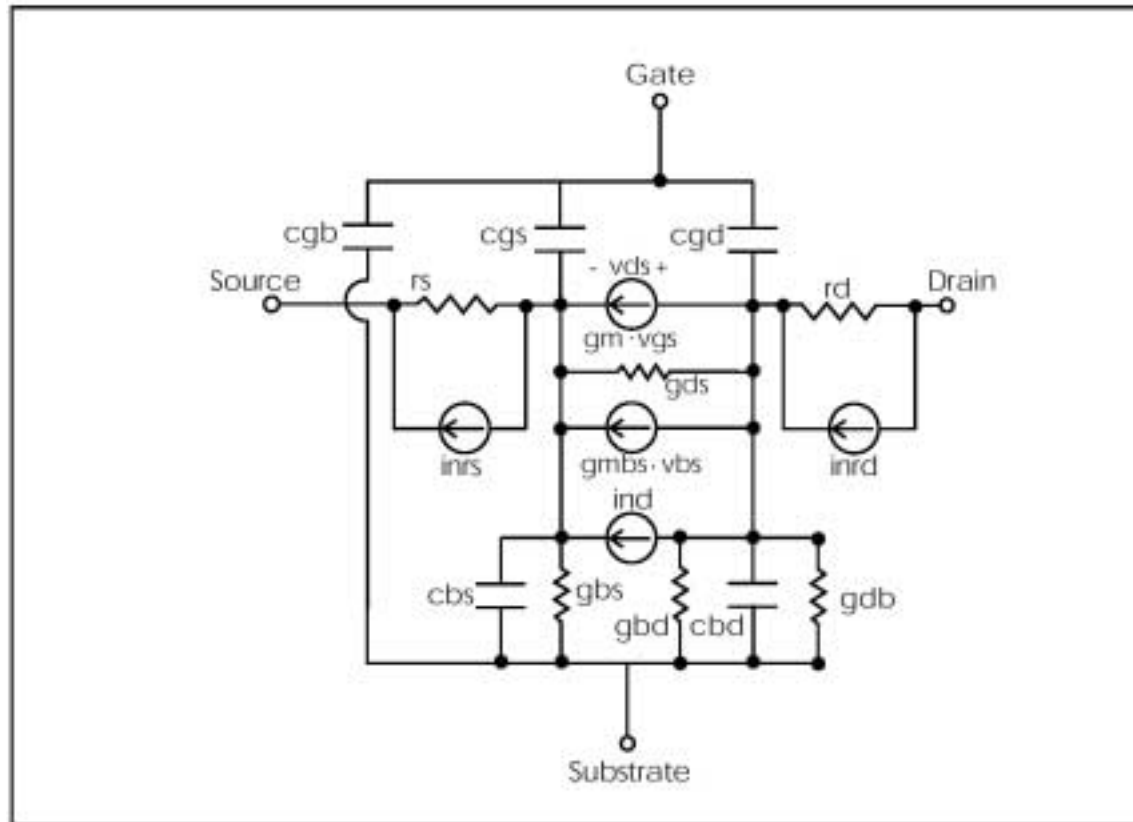 Gate
cgb
cgs
cgd
- vds +
Source
rs
rd
Drain
gm · vgs
gds
inrs
gmbs · vbs
inrd
ind
cbs
gbs
gbd
cbd
gdb
Substrate